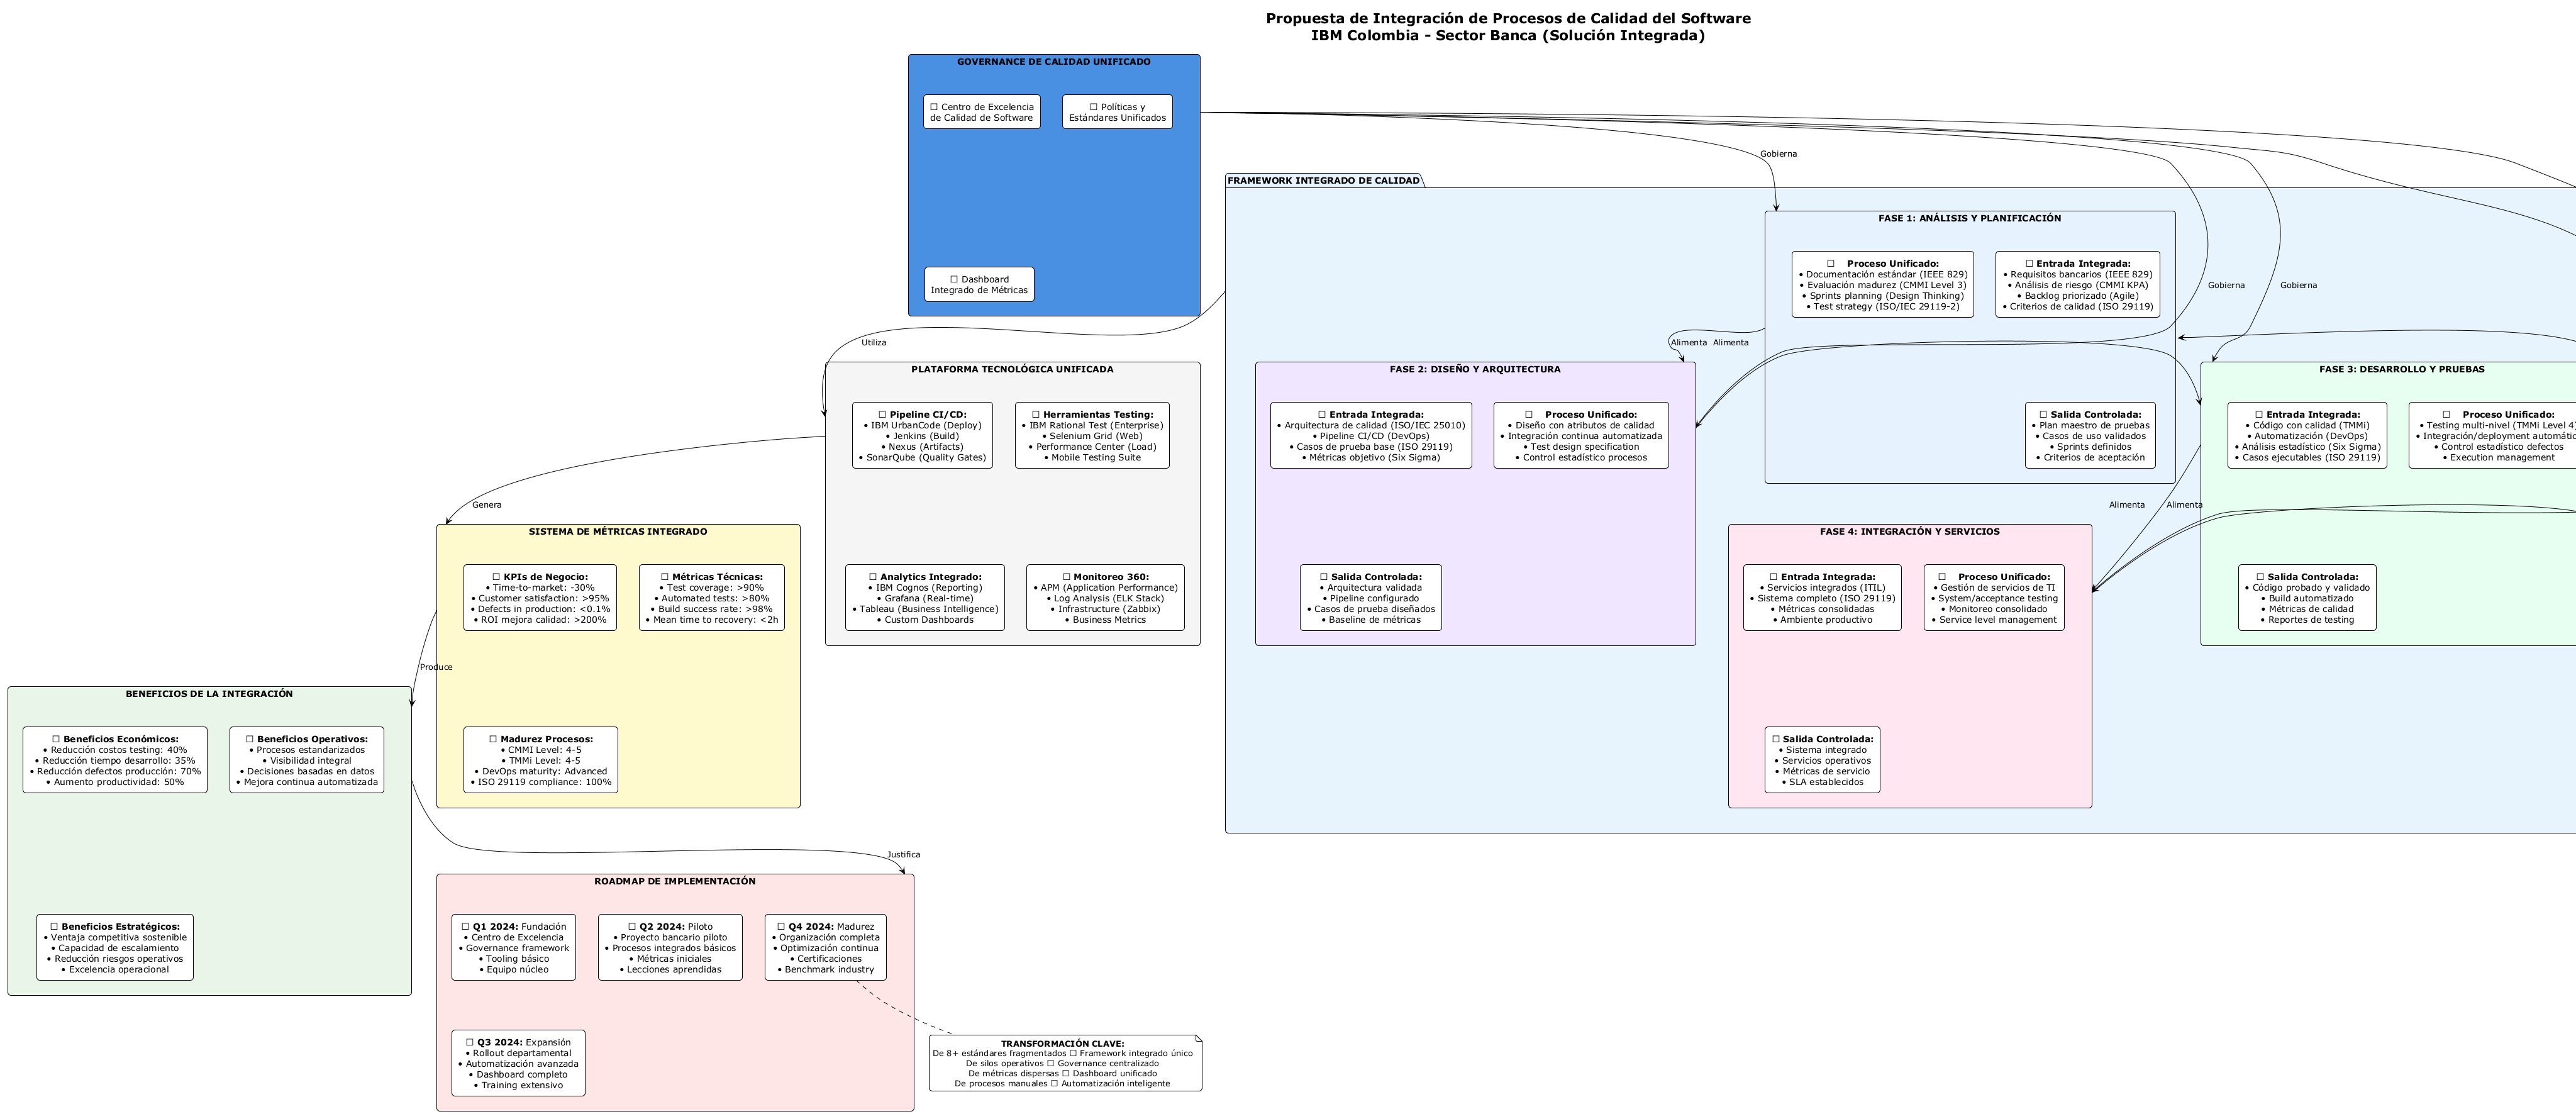 Propuesta de Integración de Procesos de Calidad del Software
IBM Colombia - Sector Banca (Solución Integrada)
GOVERNANCE DE CALIDAD UNIFICADO
□ Centro de Excelencia
de Calidad de Software
□ Políticas y
Estándares Unificados
□ Dashboard
Integrado de Métricas
Gobierna
Gobierna
Gobierna
FRAMEWORK INTEGRADO DE CALIDAD
FASE 1: ANÁLISIS Y PLANIFICACIÓN
□ Proceso Unificado:
• Documentación estándar (IEEE 829)
• Evaluación madurez (CMMI Level 3)
• Sprints planning (Design Thinking)
• Test strategy (ISO/IEC 29119-2)
□ Entrada Integrada:
• Requisitos bancarios (IEEE 829)
• Análisis de riesgo (CMMI KPA)
• Backlog priorizado (Agile)
• Criterios de calidad (ISO 29119)
□ Salida Controlada:
• Plan maestro de pruebas
• Casos de uso validados
• Sprints definidos
• Criterios de aceptación
Utiliza
Alimenta
Alimenta
PLATAFORMA TECNOLÓGICA UNIFICADA
□ Pipeline CI/CD:
• IBM UrbanCode (Deploy)
• Jenkins (Build)
• Nexus (Artifacts)
• SonarQube (Quality Gates)
□ Herramientas Testing:
• IBM Rational Test (Enterprise)
• Selenium Grid (Web)
• Performance Center (Load)
• Mobile Testing Suite
□ Analytics Integrado:
• IBM Cognos (Reporting)
• Grafana (Real-time)
• Tableau (Business Intelligence)
• Custom Dashboards
□ Monitoreo 360:
• APM (Application Performance)
• Log Analysis (ELK Stack)
• Infrastructure (Zabbix)
• Business Metrics
FASE 2: DISEÑO Y ARQUITECTURA
□ Entrada Integrada:
• Arquitectura de calidad (ISO/IEC 25010)
• Pipeline CI/CD (DevOps)
• Casos de prueba base (ISO 29119)
• Métricas objetivo (Six Sigma)
□ Proceso Unificado:
• Diseño con atributos de calidad
• Integración continua automatizada
• Test design specification
• Control estadístico procesos
□ Salida Controlada:
• Arquitectura validada
• Pipeline configurado
• Casos de prueba diseñados
• Baseline de métricas
FASE 3: DESARROLLO Y PRUEBAS
□ Entrada Integrada:
• Código con calidad (TMMi)
• Automatización (DevOps)
• Análisis estadístico (Six Sigma)
• Casos ejecutables (ISO 29119)
□ Proceso Unificado:
• Testing multi-nivel (TMMi Level 4)
• Integración/deployment automátic
• Control estadístico defectos
• Execution management
□ Salida Controlada:
• Código probado y validado
• Build automatizado
• Métricas de calidad
• Reportes de testing
Genera
Alimenta
Alimenta
SISTEMA DE MÉTRICAS INTEGRADO
□ KPIs de Negocio:
• Time-to-market: -30%
• Customer satisfaction: >95%
• Defects in production: <0.1%
• ROI mejora calidad: >200%
□ Métricas Técnicas:
• Test coverage: >90%
• Automated tests: >80%
• Build success rate: >98%
• Mean time to recovery: <2h
□ Madurez Procesos:
• CMMI Level: 4-5
• TMMi Level: 4-5
• DevOps maturity: Advanced
• ISO 29119 compliance: 100%
FASE 4: INTEGRACIÓN Y SERVICIOS
□ Entrada Integrada:
• Servicios integrados (ITIL)
• Sistema completo (ISO 29119)
• Métricas consolidadas
• Ambiente productivo
□ Proceso Unificado:
• Gestión de servicios de TI
• System/acceptance testing
• Monitoreo consolidado
• Service level management
□ Salida Controlada:
• Sistema integrado
• Servicios operativos
• Métricas de servicio
• SLA establecidos
Produce
BENEFICIOS DE LA INTEGRACIÓN
□ Beneficios Económicos:
• Reducción costos testing: 40%
• Reducción tiempo desarrollo: 35%
• Reducción defectos producción: 70%
• Aumento productividad: 50%
□ Beneficios Operativos:
• Procesos estandarizados
• Visibilidad integral
• Decisiones basadas en datos
• Mejora continua automatizada
□ Beneficios Estratégicos:
• Ventaja competitiva sostenible
• Capacidad de escalamiento
• Reducción riesgos operativos
• Excelencia operacional
Justifica
ROADMAP DE IMPLEMENTACIÓN
□ Q1 2024: Fundación
• Centro de Excelencia
• Governance framework
• Tooling básico
• Equipo núcleo
□ Q2 2024: Piloto
• Proyecto bancario piloto
• Procesos integrados básicos
• Métricas iniciales
• Lecciones aprendidas
□ Q4 2024: Madurez
• Organización completa
• Optimización continua
• Certificaciones
• Benchmark industry
□ Q3 2024: Expansión
• Rollout departamental
• Automatización avanzada
• Dashboard completo
• Training extensivo
TRANSFORMACIÓN CLAVE:
De 8+ estándares fragmentados □ Framework integrado único
De silos operativos □ Governance centralizado
De métricas dispersas □ Dashboard unificado
De procesos manuales □ Automatización inteligente